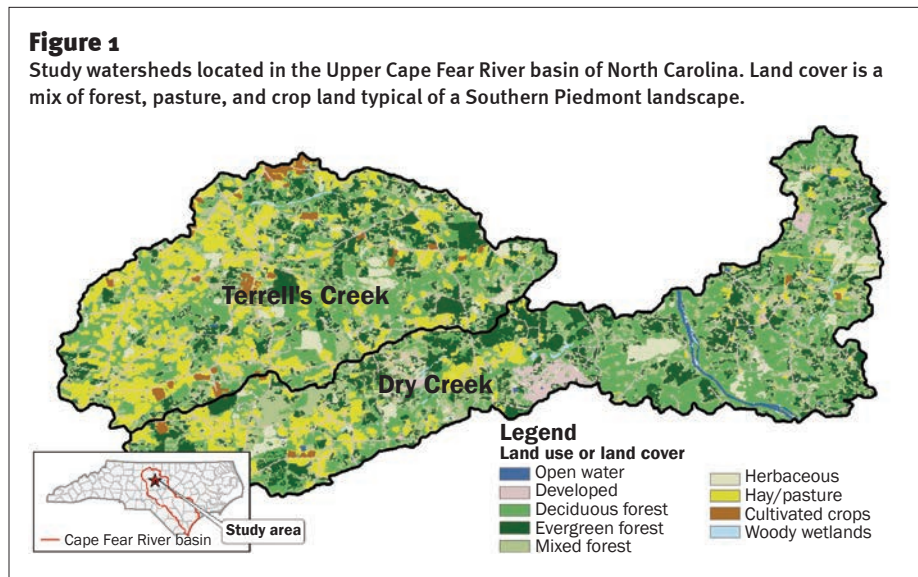 Figure 1
Study watersheds located in the Upper Cape Fear River basin of North Carolina. Land cover is a
mix of forest, pasture, and crop land typical of a Southern Piedmont landscape.
Terrell's Creek
Dry Creek
Study area
Cape Fear River basin
Legend
Land use or land cover
Open water
Developed
Deciduous forest
Evergreen forest
Mixed forest
Herbaceous
Hay/pasture
Cultivated crops
Woody wetlands